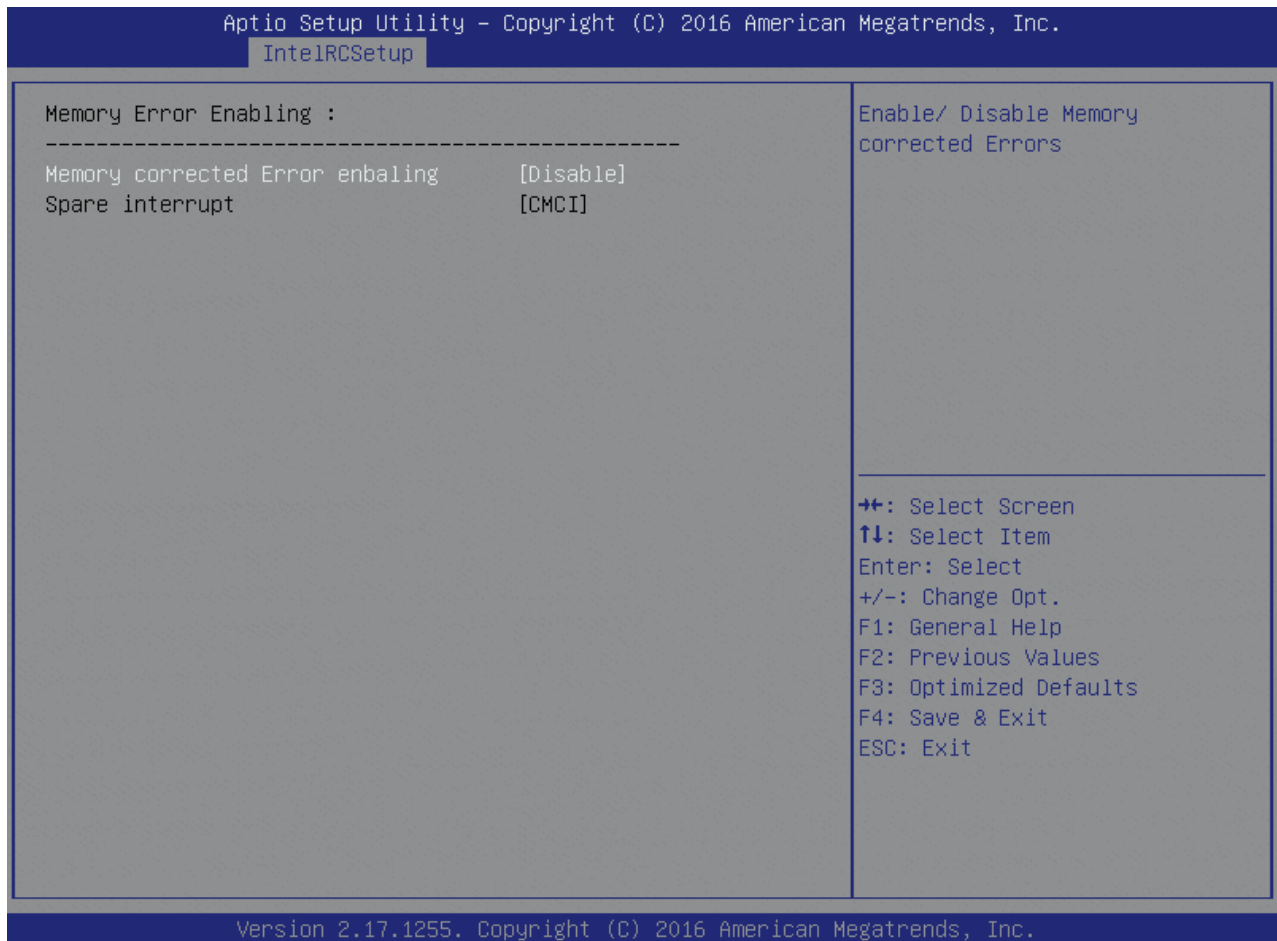 Aptio Setup Utility – Copyright (C) 2016 American Megatrends, Inc.
IntelRCSetup
Memory Error Enabling :
--------------------------------------------------
Memory corrected Error enbaling [Disable]
Spare interrupt [CMCI]
Enable/ Disable Memory
corrected Errors
→←: Select Screen
↑↓: Select Item
Enter: Select
+/-: Change Opt.
F1: General Help
F2: Previous Values
F3: Optimized Defaults
F4: Save & Exit
ESC: Exit
Version 2.17.1255. Copyright (C) 2016 American Megatrends, Inc.